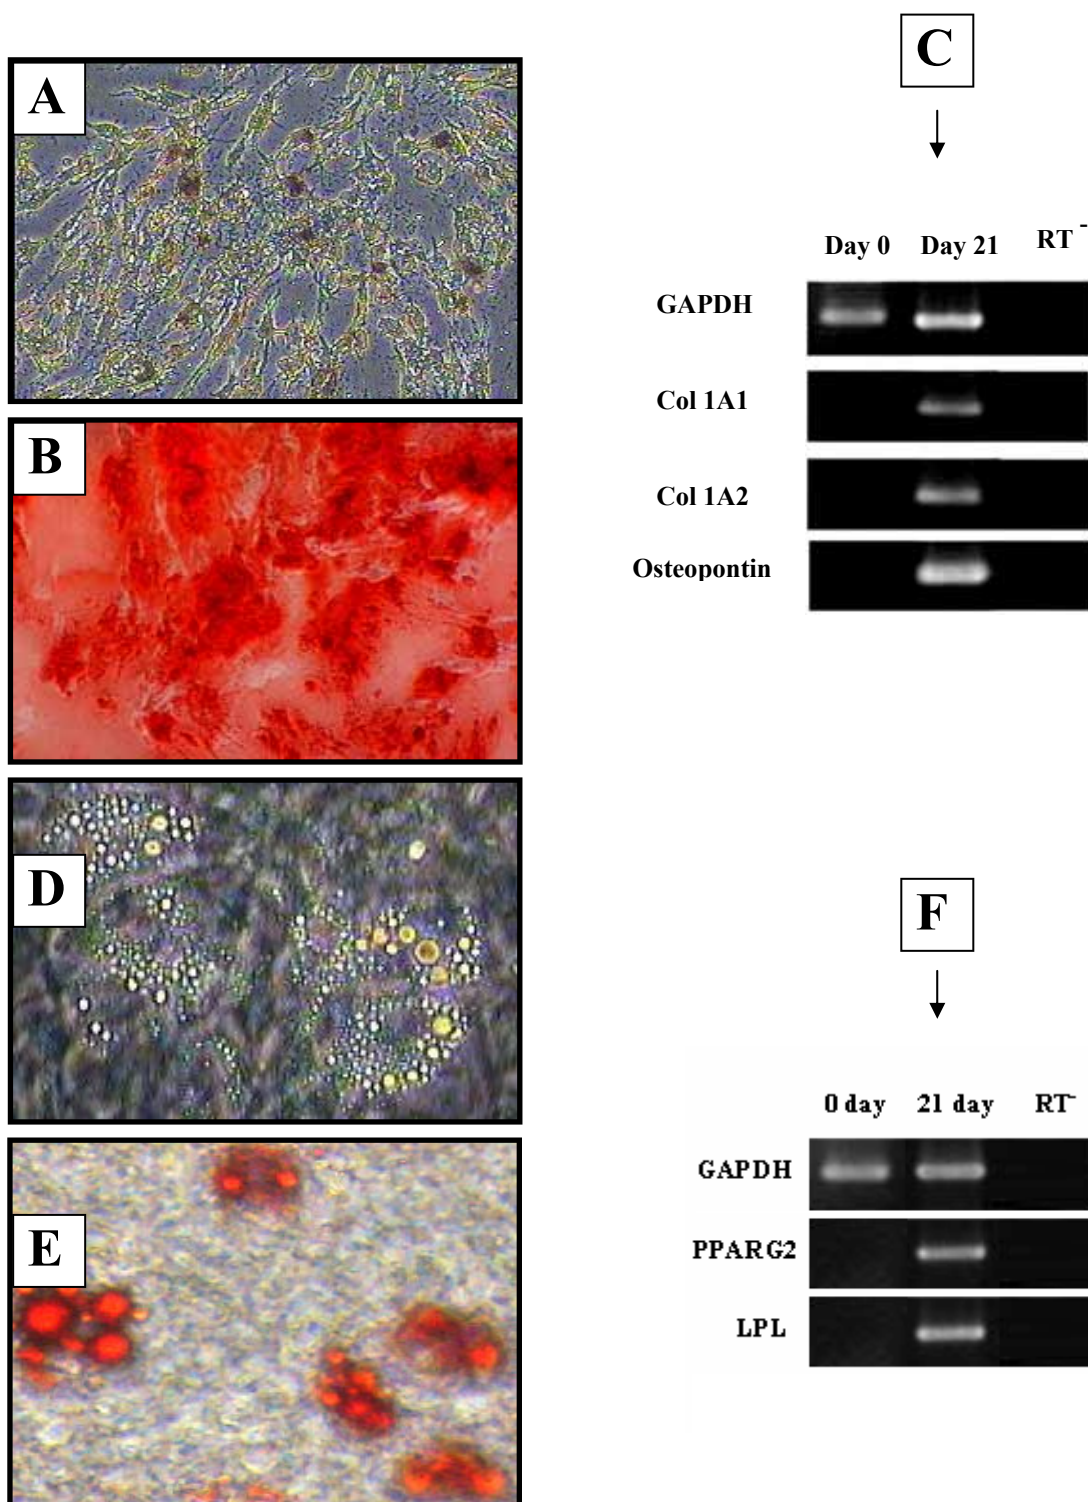 A
B
C
Day 0 Day 21 RT -
GAPDH
Col 1A1
Col 1A2
Osteopontin
D
E
F
0 day 21 day RT-
GAPDH
PPARG2
LPL